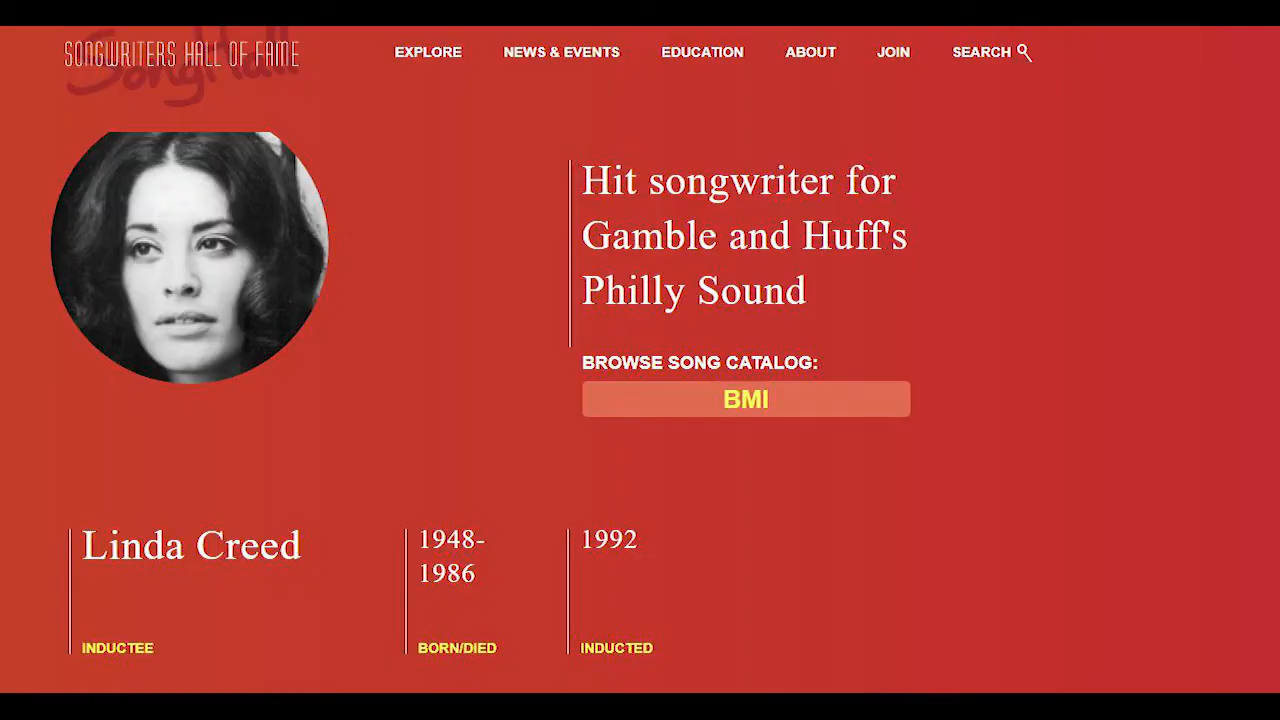 SONGWRITERS HALL OF FAME
SongHall
EXPLORE NEWS & EVENTS EDUCATION ABOUT JOIN SEARCH
Hit songwriter for
Gamble and Huff's
Philly Sound
BROWSE SONG CATALOG:
BMI
Linda Creed
INDUCTEE
1948-
1986
BORN/DIED
1992
INDUCTED